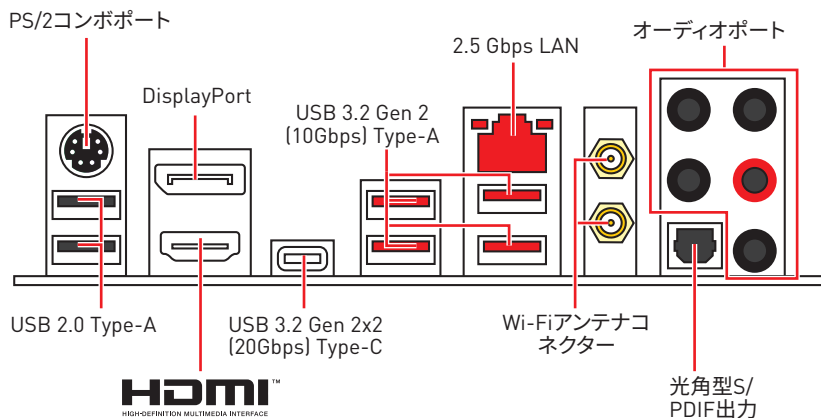 PS/2コンボポート
DisplayPort
USB 3.2 Gen 2
(10Gbps) Type-A
2.5 Gbps LAN
オーディオポート
USB 2.0 Type-A
USB 3.2 Gen 2x2
(20Gbps) Type-C
Wi-Fiアンテナコ
ネクター
HDMI™
HIGH-DEFINITION MULTIMEDIA INTERFACE
光角型S/
PDIF出力